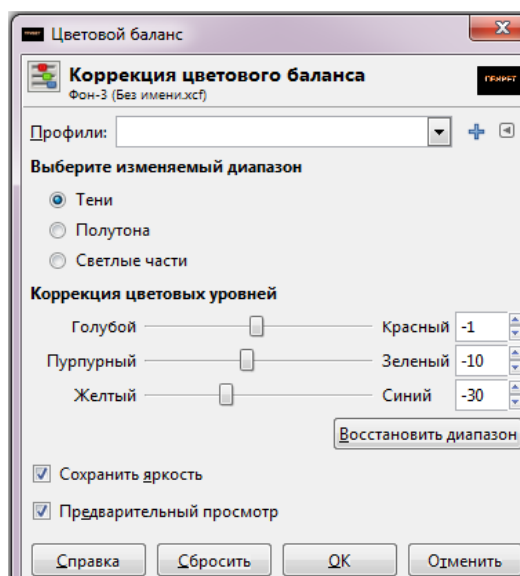 Цветовой баланс
Коррекция цветового баланса
Фон-3 (Без имени.xcf)
Профили:
Выберите изменяемый диапазон
Тени
Полутона
Светлые части
Коррекция цветовых уровней
Голубой Красный -1
Пурпурный Зеленый -10
Желтый Синий -30
Восстановить диапазон
Сохранить яркость
Предварительный просмотр
Справка Сбросить OK Отменить